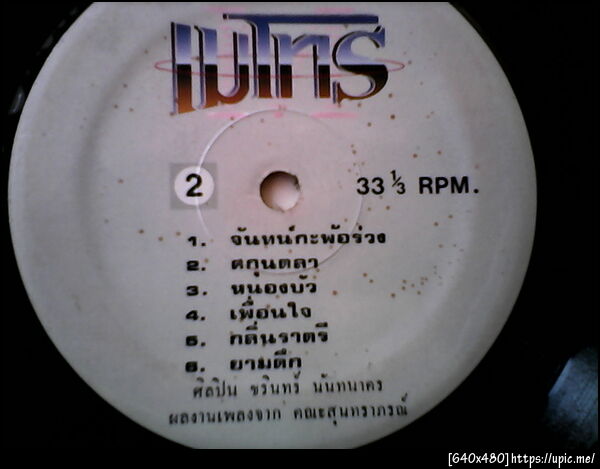 เมโทร
2
33 ⅓ RPM.
1. จันทน์กะพ้อร่วง
2. ศกุนตลา
3. หนองบัว
4. เพื่อนใจ
5. กลิ่นราตรี
6. ยามดึก
ศิลปิน ชรินทร์ นันทนาคร
ผลงานเพลงจาก คณะสุนทราภรณ์
[640x480]https://upic.me/